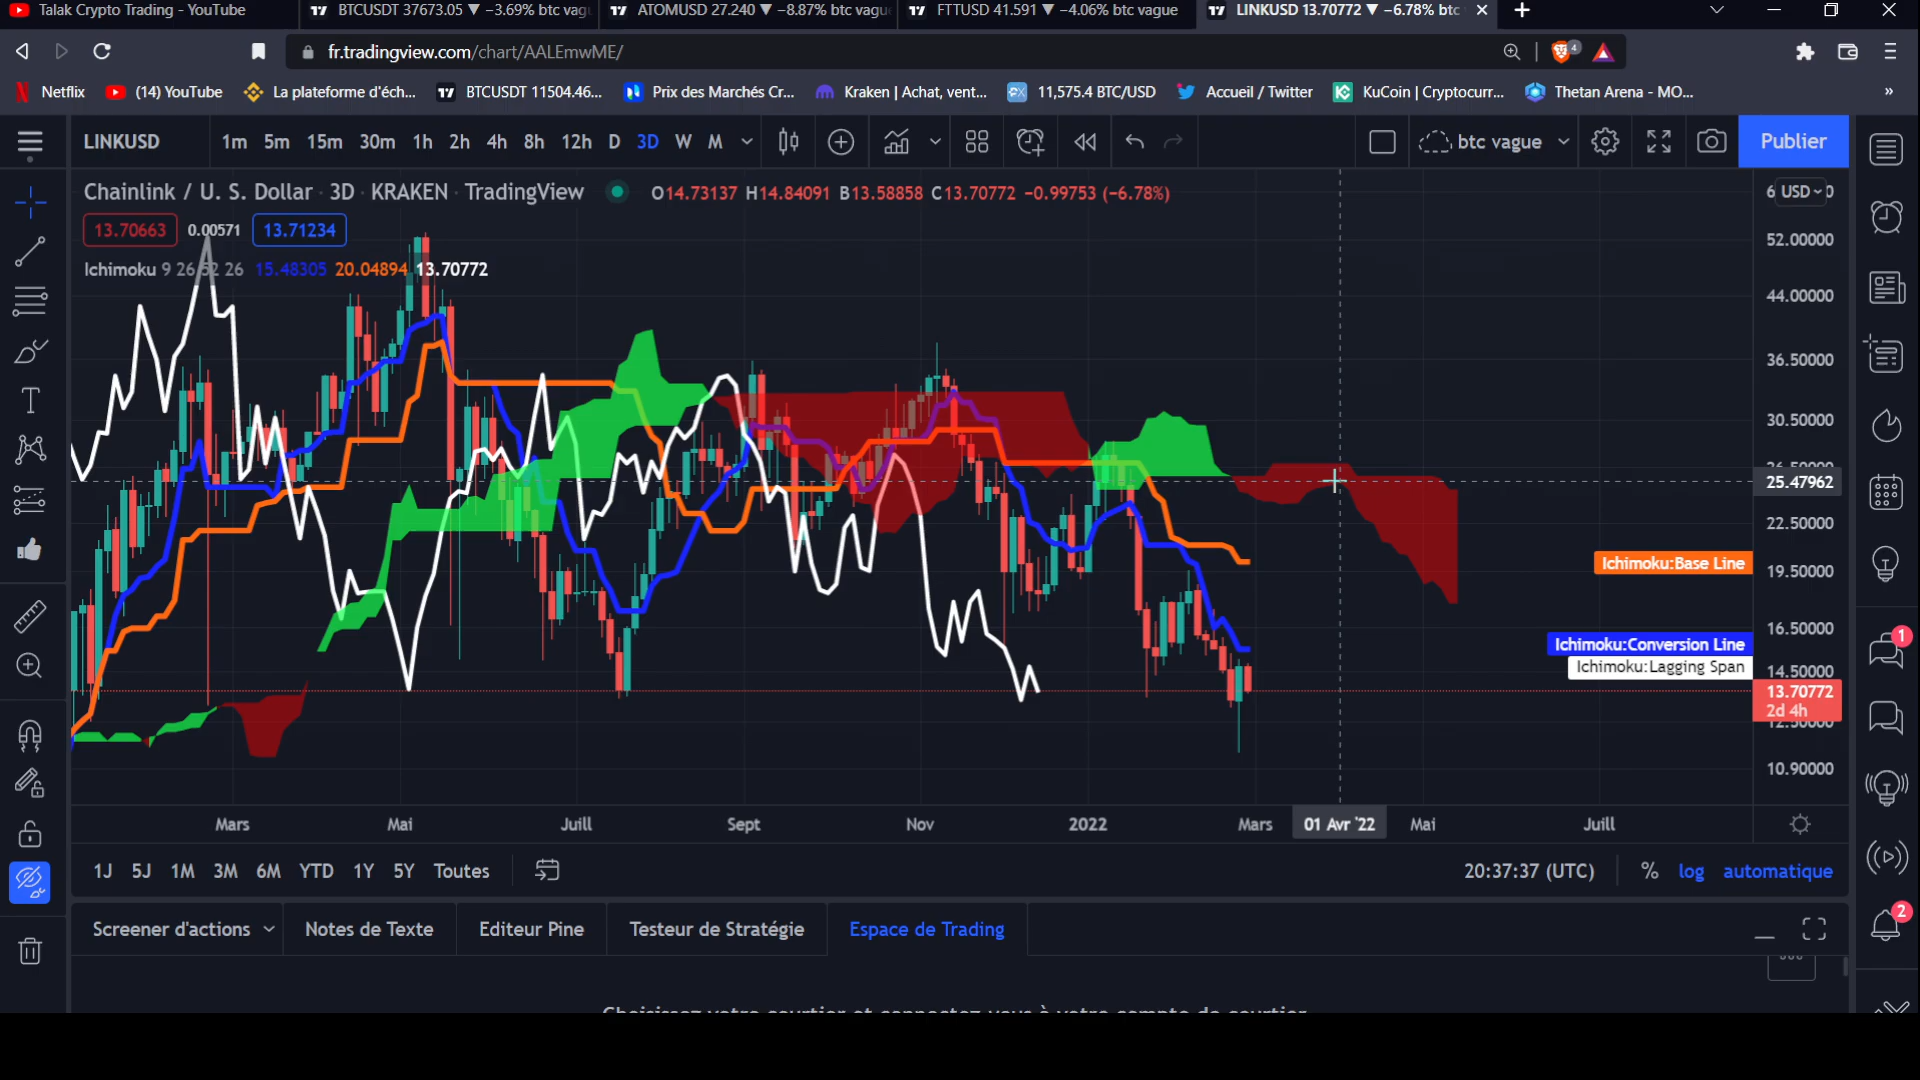 Talak Crypto Trading - YouTube
BTCUSDT 37673.05 ▼ −3.69% btc vagu
ATOMUSD 27.240 ▼ −8.87% btc vague
FTTUSD 41.591 ▼ −4.06% btc vague
LINKUSD 13.70772 ▼ −6.78% btc
fr.tradingview.com/chart/AALEmwME/
4
Netflix
(14) YouTube
La plateforme d'éch...
BTCUSDT 11504.46...
Prix des Marchés Cr...
Kraken | Achat, vent...
11,575.4 BTC/USD
Accueil / Twitter
KuCoin | Cryptocurr...
Thetan Arena - MO...
»
LINKUSD 1m 5m 15m 30m 1h 2h 4h 8h 12h D 3D W M
btc vague
Publier
Chainlink / U. S. Dollar · 3D · KRAKEN · TradingView
O14.73137 H14.84091 B13.58858 C13.70772 −0.99753 (−6.78%)
USD
13.70663 0.00571 13.71234
52.00000
Ichimoku 9 26 52 26 15.48305 20.04894 13.70772
44.00000
36.50000
30.50000
25.47962
22.50000
Ichimoku:Base Line
19.50000
16.50000
Ichimoku:Conversion Line
Ichimoku:Lagging Span
14.50000
13.70772
2d 4h
12.50000
10.90000
Mars Mai Juill Sept Nov 2022 Mars 01 Avr '22 Mai Juill
1J 5J 1M 3M 6M YTD 1Y 5Y Toutes
20:37:37 (UTC) % log automatique
Screener d'actions
Notes de Texte
Editeur Pine
Testeur de Stratégie
Espace de Trading
1
2